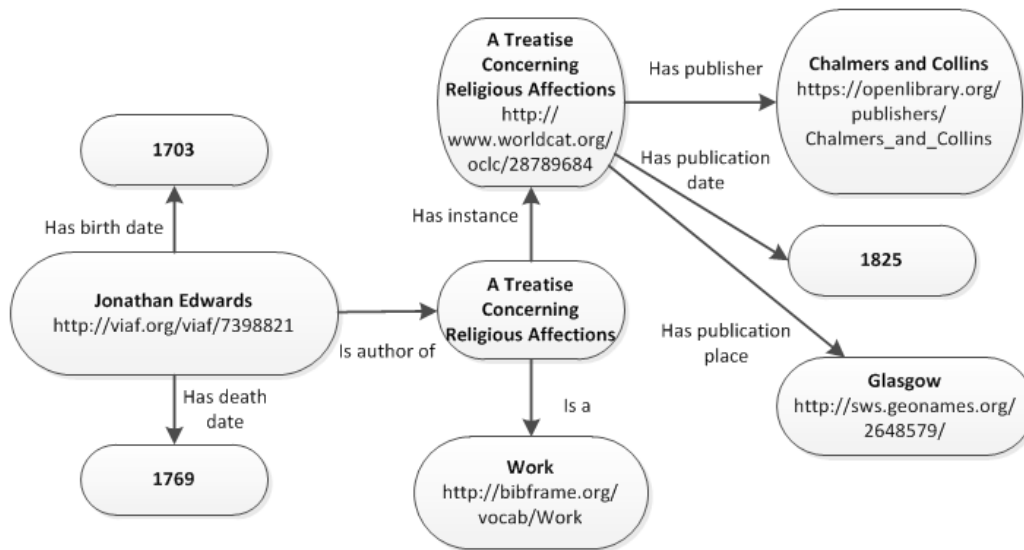 A Treatise
Concerning
Religious Affections
http://
www.worldcat.org/
oclc/28789684
Has publisher
Chalmers and Collins
https://openlibrary.org/
publishers/
Chalmers_and_Collins
1703
Has publication
date
Has birth date
Has instance
1825
Jonathan Edwards
http://viaf.org/viaf/7398821
Is author of
A Treatise
Concerning
Religious Affections
Has publication
place
Glasgow
http://sws.geonames.org/
2648579/
Has death
date
Is a
1769
Work
http://bibframe.org/
vocab/Work